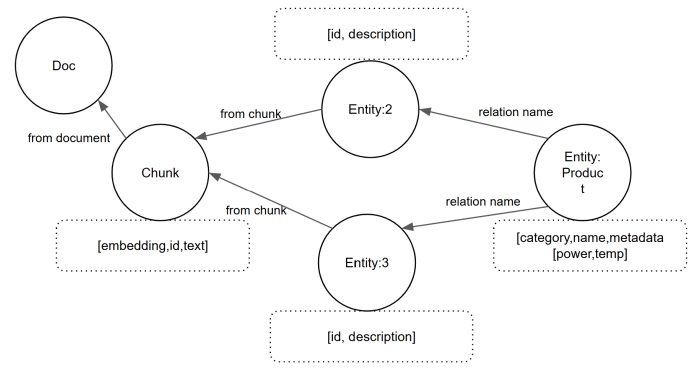 [id, description]
Doc
Entity:2
from chunk
relation name
from document
Chunk
Entity:
Produc
t
from chunk
relation name
[embedding,id,text]
[category,name,metadata
[power,temp]
Entity:3
[id, description]